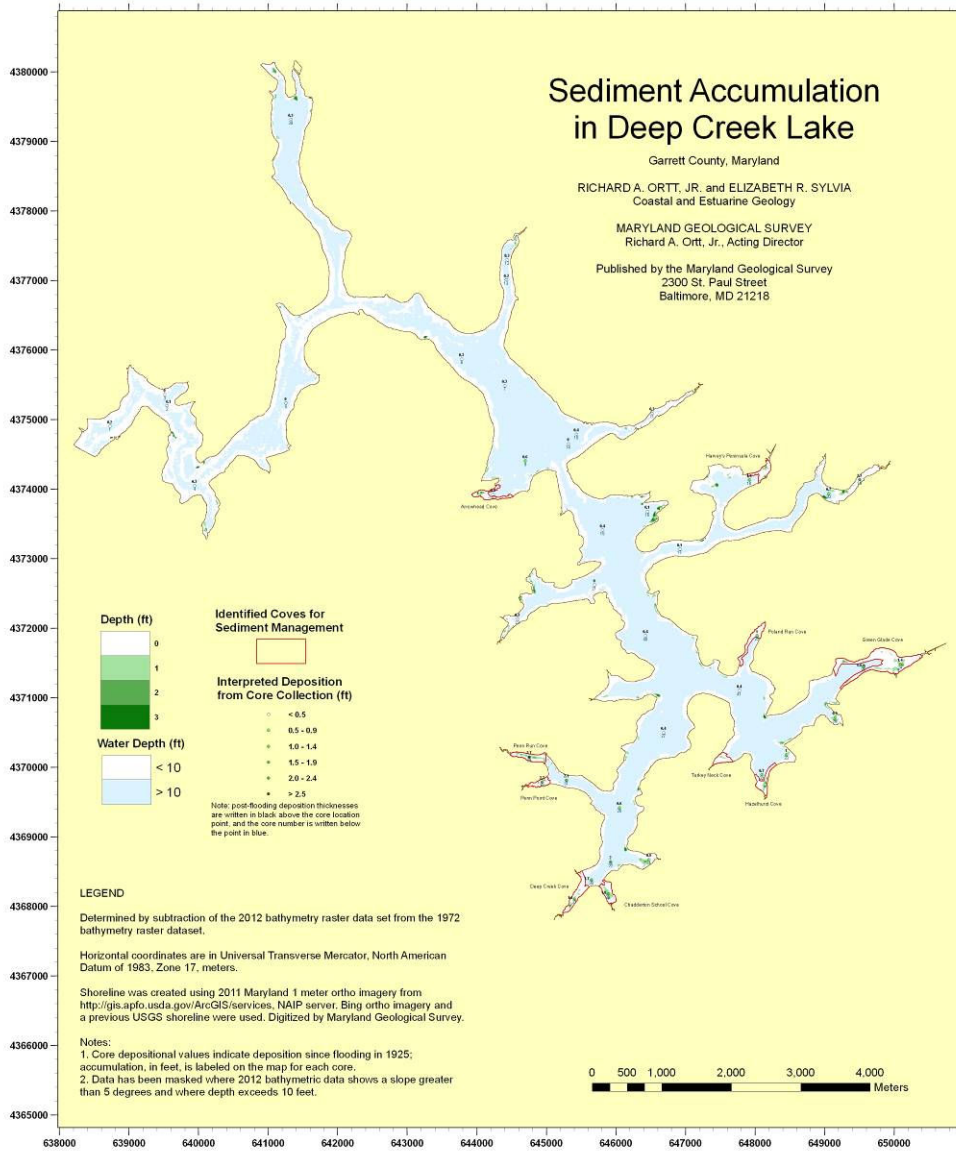 Sediment Accumulation
in Deep Creek Lake
Garrett County, Maryland
RICHARD A. ORTT, JR. and ELIZABETH R. SYLVIA
Coastal and Estuarine Geology
MARYLAND GEOLOGICAL SURVEY
Richard A. Ortt, Jr., Acting Director
Published by the Maryland Geological Survey
2300 St. Paul Street
Baltimore, MD 21218
4380000
4379000
4378000
4377000
4376000
4375000
4374000
4373000
4372000
4371000
4370000
4369000
4368000
4367000
4366000
4365000
Harvey's Peninsula Cove
Arrowhead Cove
Poland Run Cove
Green Glade Cove
Penn Run Cove
Penn Point Cove
Turkey Neck Cove
Hazelhurst Cove
Deep Creek Cove
Chadderton School Cove
Depth (ft)
0
1
2
3
Water Depth (ft)
< 10
> 10
Identified Coves for
Sediment Management
Interpreted Deposition
from Core Collection (ft)
< 0.5
0.5 - 0.9
1.0 - 1.4
1.5 - 1.9
2.0 - 2.4
> 2.5
Note: post-flooding deposition thicknesses
are written in black above the core location
point, and the core number is written below
the point in blue.
LEGEND
Determined by subtraction of the 2012 bathymetry raster data set from the 1972
bathymetry raster dataset.
Horizontal coordinates are in Universal Transverse Mercator, North American
Datum of 1983, Zone 17, meters.
Shoreline was created using 2011 Maryland 1 meter ortho imagery from
http://gis.apfo.usda.gov/ArcGIS/services, NAIP server. Bing ortho imagery and
a previous USGS shoreline were used. Digitized by Maryland Geological Survey.
Notes:
1. Core depositional values indicate deposition since flooding in 1925;
accumulation, in feet, is labeled on the map for each core.
2. Data has been masked where 2012 bathymetric data shows a slope greater
than 5 degrees and where depth exceeds 10 feet.
0 500 1,000 2,000 3,000 4,000
Meters
638000 639000 640000 641000 642000 643000 644000 645000 646000 647000 648000 649000 650000